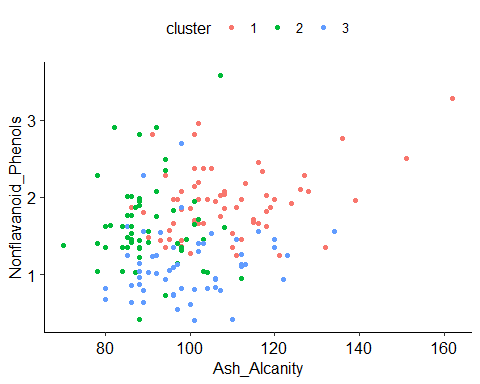 cluster 1 2 3
Nonflavanoid_Phenols
3
2
1
80 100 120 140 160
Ash_Alcanity